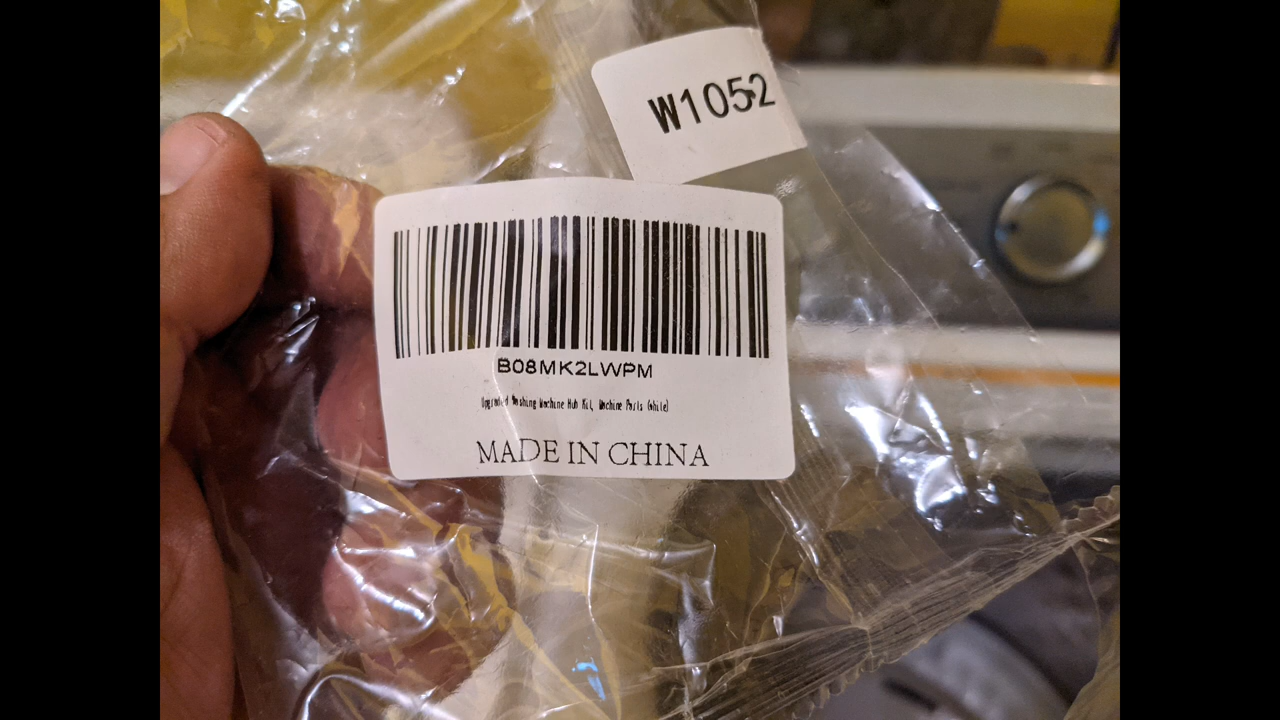 W1052
B08MK2LWPM
Upgraded Washing Machine Hub Kit, Machine Parts (white)
MADE IN CHINA